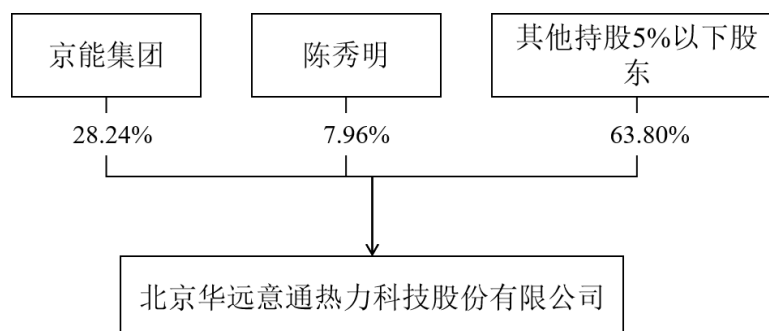 京能集团
陈秀明
其他持股5%以下股
东
28.24%
7.96%
63.80%
北京华远意通热力科技股份有限公司